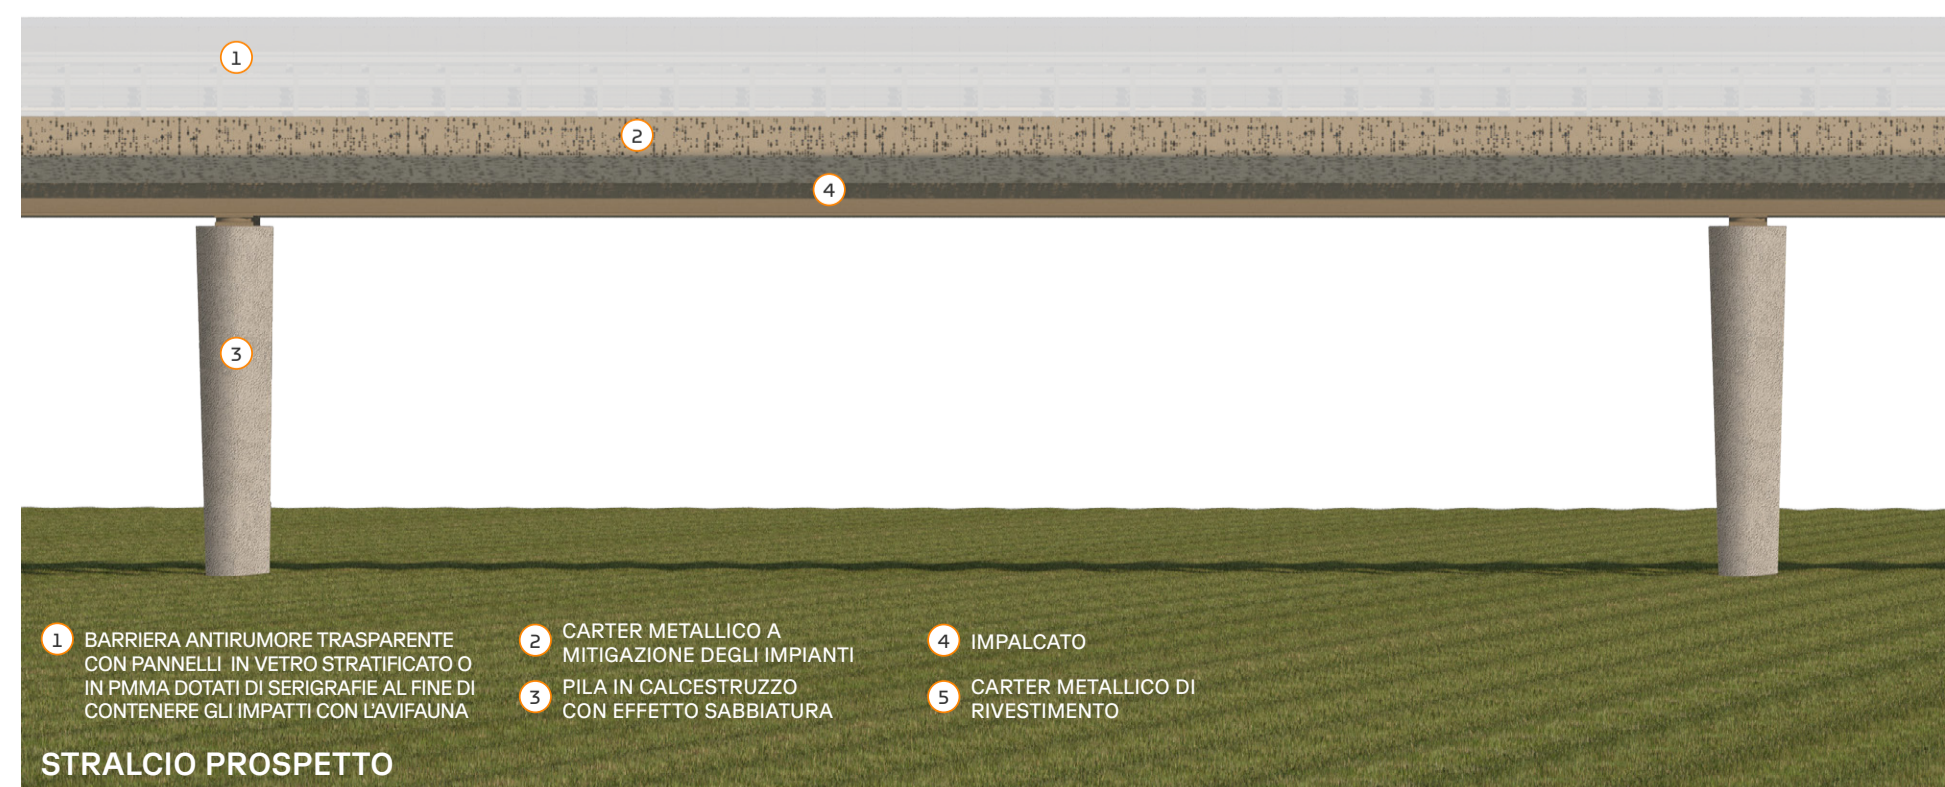 1
2
4
3
1 BARRIERA ANTIRUMORE TRASPARENTE
CON PANNELLI IN VETRO STRATIFICATO O
IN PMMA DOTATI DI SERIGRAFIE AL FINE DI
CONTENERE GLI IMPATTI CON L'AVIFAUNA
2 CARTER METALLICO A
MITIGAZIONE DEGLI IMPIANTI
3 PILA IN CALCESTRUZZO
CON EFFETTO SABBIATURA
4 IMPALCATO
5 CARTER METALLICO DI
RIVESTIMENTO
STRALCIO PROSPETTO